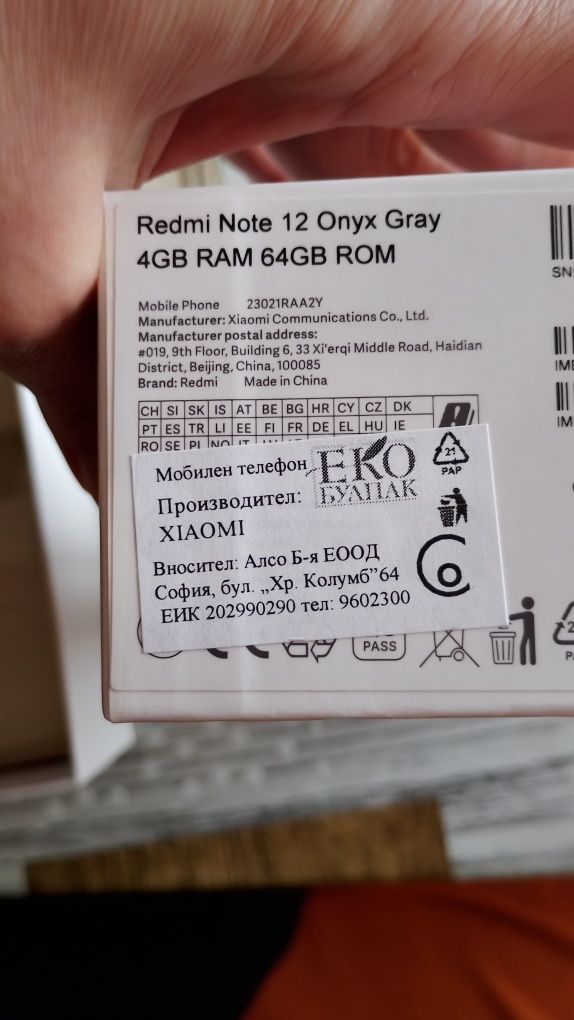 Redmi Note 12 Onyx Gray
4GB RAM 64GB ROM
Mobile Phone 23021RAA2Y
Manufacturer: Xiaomi Communications Co., Ltd.
Manufacturer postal address:
#019, 9th Floor, Building 6, 33 Xi'erqi Middle Road, Haidian
District, Beijing, China, 100085
Brand: Redmi Made in China
CH SI SK IS AT BE BG HR CY CZ DK
PT ES TR LI EE FI FR DE EL HU IE
RO SE PL NO IT
Мобилен телефон
ЕКО
БУЛПАК
21
PAP
Производител:
XIAOMI
Вносител: Алсо Б-я ЕООД
София, бул. „Хр. Колумб”64
ЕИК 202990290 тел: 9602300
PASS
SN